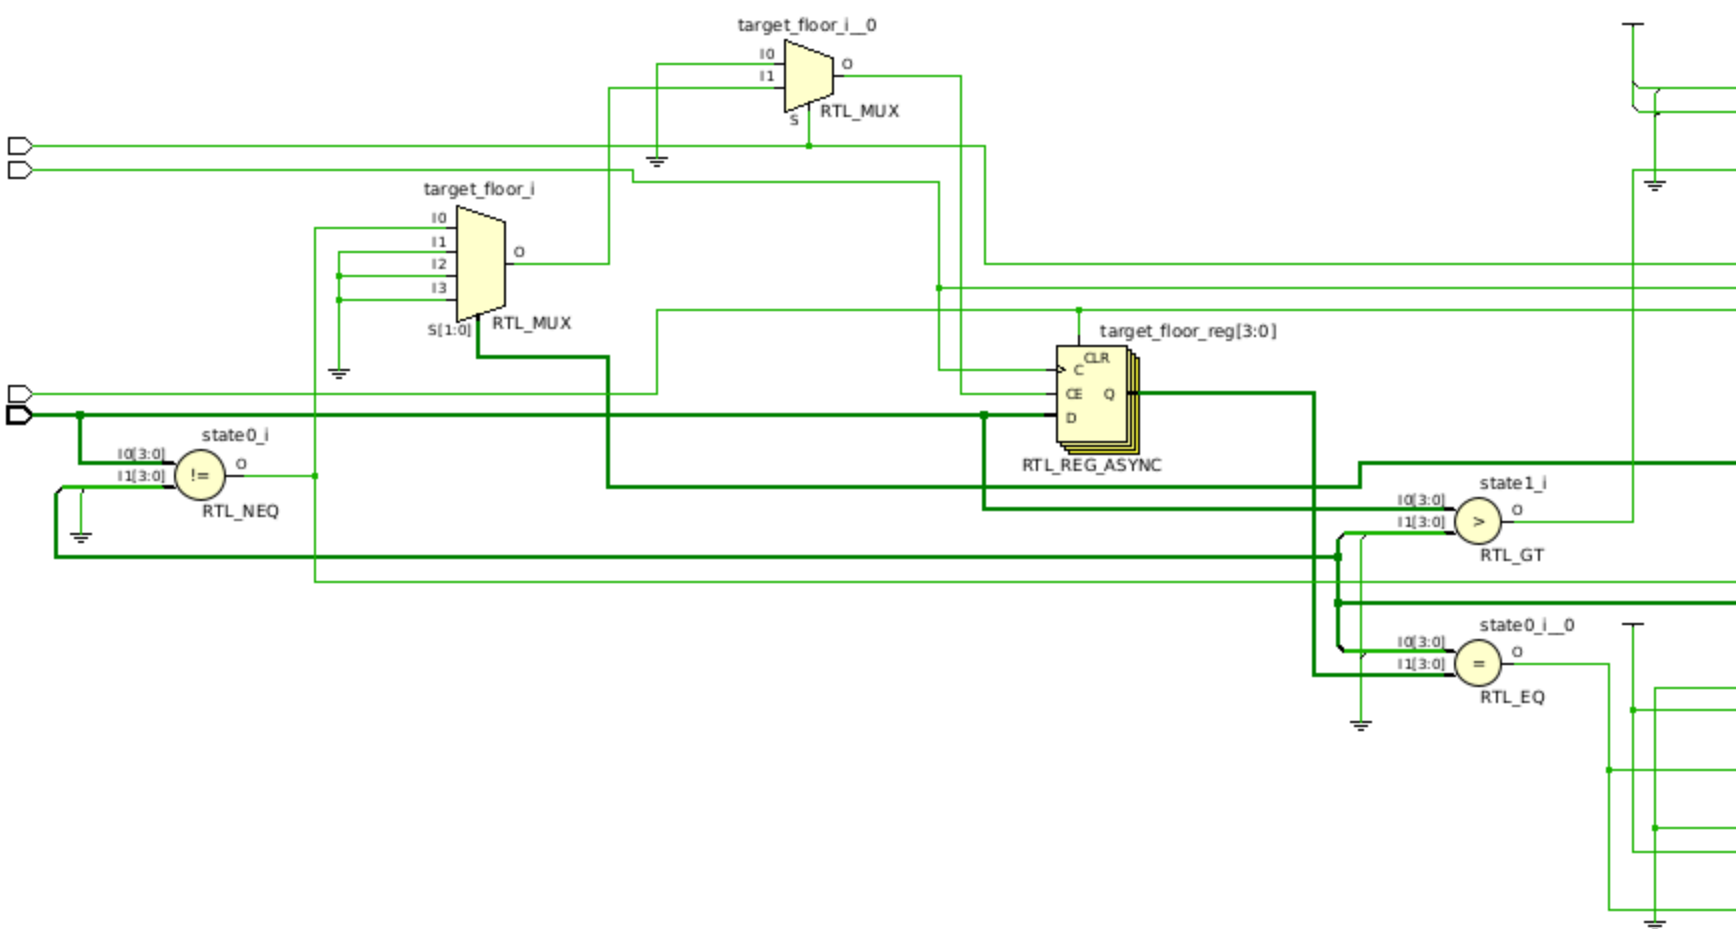 target_floor_i__0
I0
I1
O
S
RTL_MUX
target_floor_i
I0
I1
I2
I3
O
S[1:0]
RTL_MUX
target_floor_reg[3:0]
CLR
C
CE
Q
D
RTL_REG_ASYNC
state0_i
I0[3:0]
I1[3:0]
O
!=
RTL_NEQ
state1_i
I0[3:0]
I1[3:0]
O
>
RTL_GT
state0_i__0
I0[3:0]
I1[3:0]
O
=
RTL_EQ